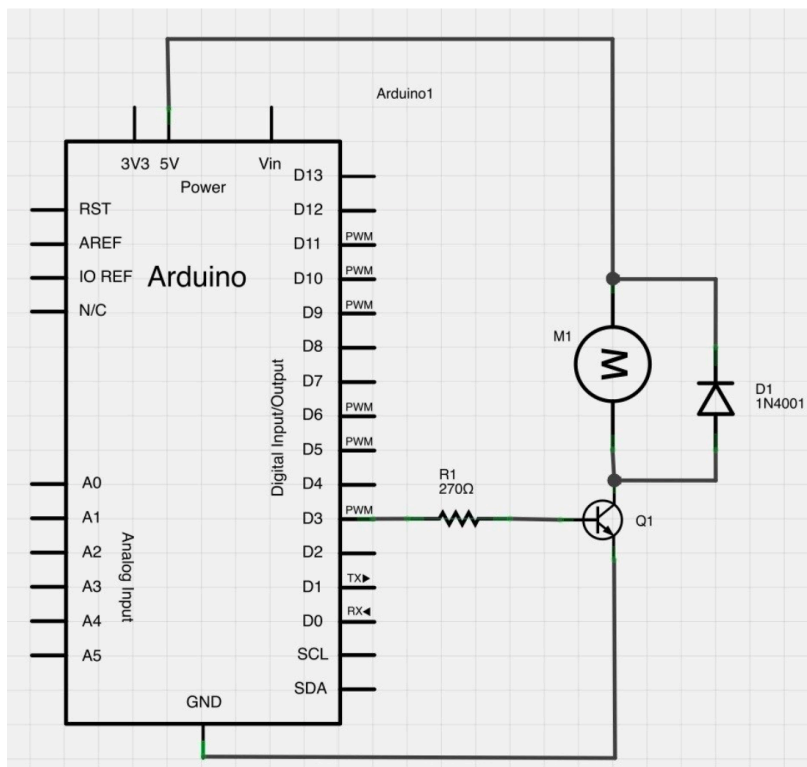 Arduino1
3V3 5V Vin
Power
D13
RST
D12
AREF
D11 PWM
IO REF
Arduino
D10 PWM
N/C
D9 PWM
D8
M1
M
D7
D1
1N4001
D6 PWM
Digital Input/Output
D5 PWM
A0
D4
R1
270Ω
A1
D3 PWM
Q1
A2
D2
Analog Input
A3
D1 TX
A4
D0 RX
A5
SCL
SDA
GND